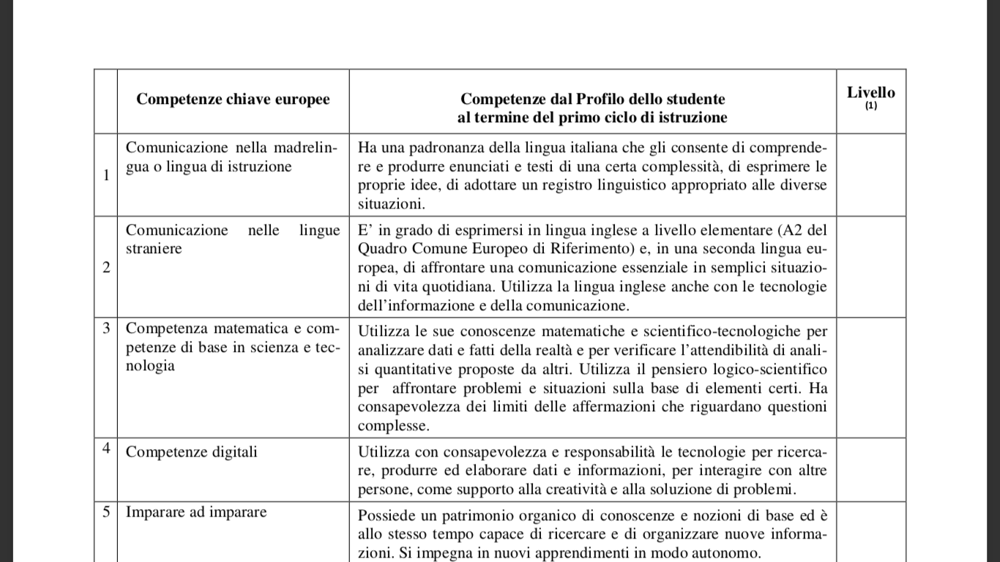 Competenze chiave europee
Competenze dal Profilo dello studente
al termine del primo ciclo di istruzione
Livello
(1)
1
Comunicazione nella madrelin-
gua o lingua di istruzione
Ha una padronanza della lingua italiana che gli consente di comprende-
re e produrre enunciati e testi di una certa complessità, di esprimere le
proprie idee, di adottare un registro linguistico appropriato alle diverse
situazioni.
2
Comunicazione nelle lingue
straniere
E’ in grado di esprimersi in lingua inglese a livello elementare (A2 del
Quadro Comune Europeo di Riferimento) e, in una seconda lingua eu-
ropea, di affrontare una comunicazione essenziale in semplici situazio-
ni di vita quotidiana. Utilizza la lingua inglese anche con le tecnologie
dell’informazione e della comunicazione.
3
Competenza matematica e com-
petenze di base in scienza e tec-
nologia
Utilizza le sue conoscenze matematiche e scientifico-tecnologiche per
analizzare dati e fatti della realtà e per verificare l’attendibilità di anali-
si quantitative proposte da altri. Utilizza il pensiero logico-scientifico
per affrontare problemi e situazioni sulla base di elementi certi. Ha
consapevolezza dei limiti delle affermazioni che riguardano questioni
complesse.
4
Competenze digitali
Utilizza con consapevolezza e responsabilità le tecnologie per ricerca-
re, produrre ed elaborare dati e informazioni, per interagire con altre
persone, come supporto alla creatività e alla soluzione di problemi.
5
Imparare ad imparare
Possiede un patrimonio organico di conoscenze e nozioni di base ed è
allo stesso tempo capace di ricercare e di organizzare nuove informa-
zioni. Si impegna in nuovi apprendimenti in modo autonomo.